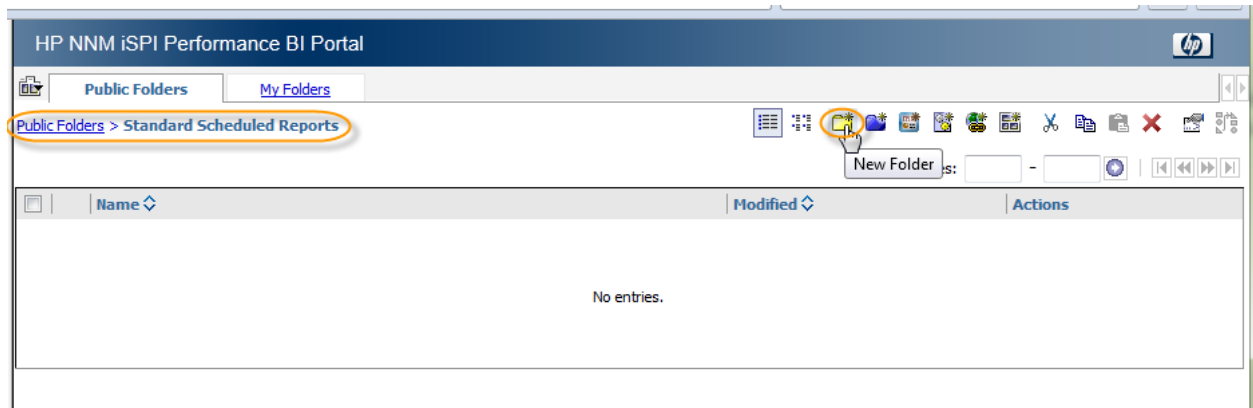 HP NNM iSPI Performance BI Portal
hp
Public Folders My Folders
Public Folders > Standard Scheduled Reports
New Folder s: -
Name Modified Actions
No entries.